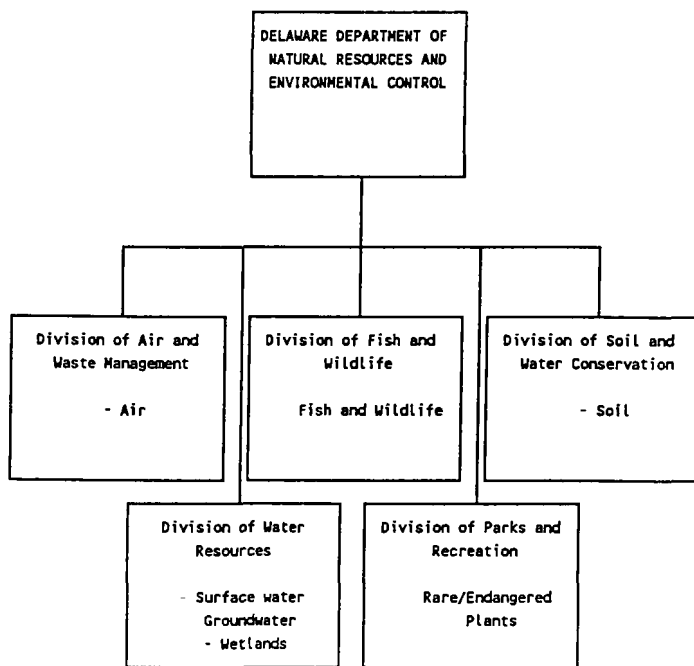 DELAWARE DEPARTMENT OF
NATURAL RESOURCES AND
ENVIRONMENTAL CONTROL
Division of Air and
Waste Management
- Air
Division of Fish and
Wildlife
Fish and Wildlife
Division of Soil and
Water Conservation
- Soil
Division of Water
Resources
- Surface water
Groundwater
- Wetlands
Division of Parks and
Recreation
Rare/Endangered
Plants